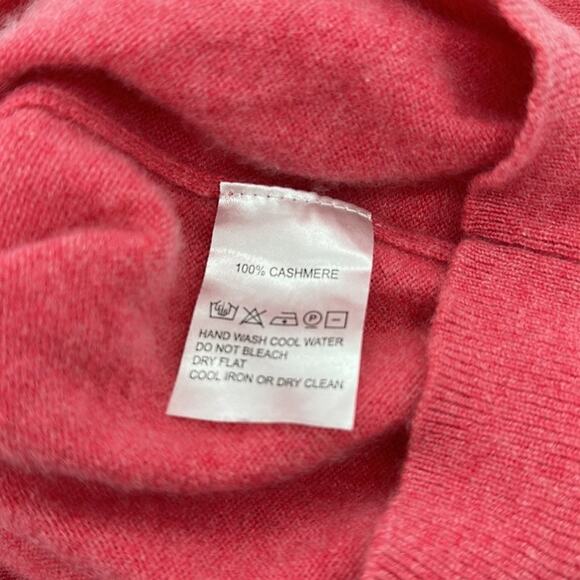 100% CASHMERE
P
HAND WASH COOL WATER
DO NOT BLEACH
DRY FLAT
COOL IRON OR DRY CLEAN